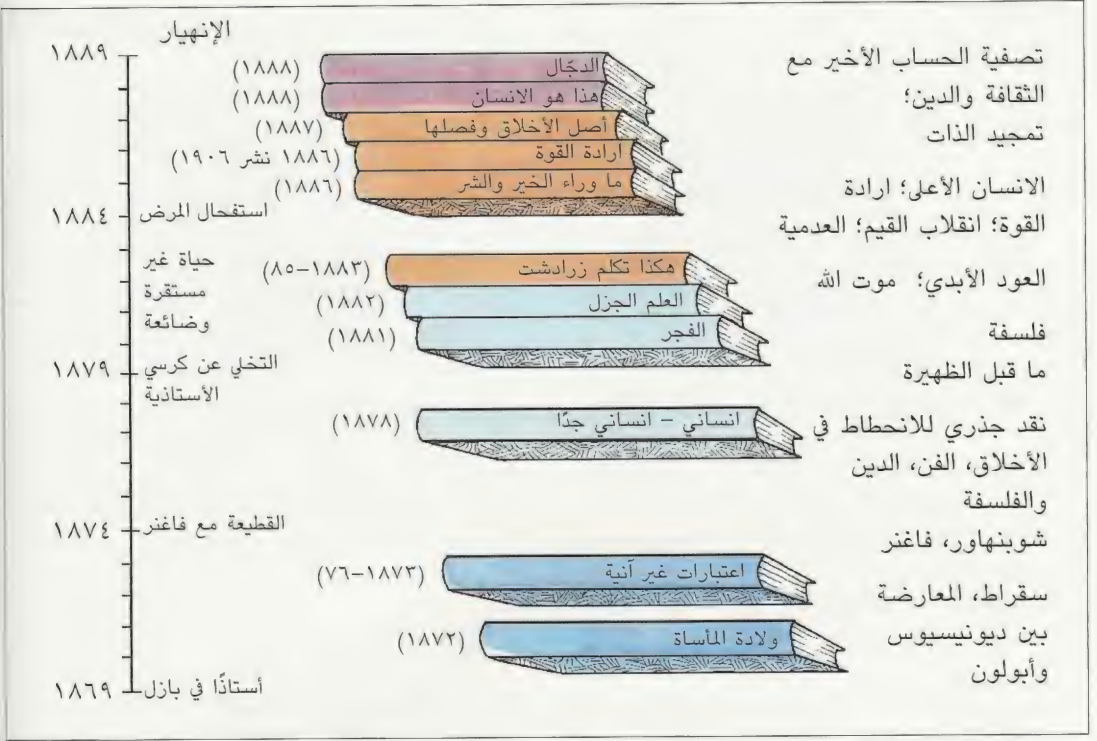 تصفية الحساب الأخير مع
الثقافة والدين؛
تمجيد الذات
الانسان الأعلى؛ ارادة
القوة؛ انقلاب القيم؛ العدمية
العود الأبدي؛ موت الله
فلسفة
ما قبل الظهيرة
نقد جذري للانحطاط في
الأخلاق، الفن، الدين
والفلسفة
شوبنهاور، فاغنر
سقراط، المعارضة
بين ديونيسيوس
وأبولون
الدجّال (١٨٨٨)
هذا هو الانسان (١٨٨٨)
أصل الأخلاق وفصلها (١٨٨٧)
ارادة القوة (١٨٨٦ نشر ١٩٠٦)
ما وراء الخير والشر (١٨٨٦)
هكذا تكلم زرادشت (١٨٨٣-٨٥)
العلم الجزل (١٨٨٢)
الفجر (١٨٨١)
انساني - انساني جدًا (١٨٧٨)
اعتبارات غير آنية (١٨٧٣-٧٦)
ولادة المأساة (١٨٧٢)
الإنهيار
١٨٨٩
استفحال المرض ١٨٨٤
حياة غير
مستقرة
وضائعة
التخلي عن كرسي ١٨٧٩
الأستاذية
القطيعة مع فاغنر ١٨٧٤
أستاذًا في بازل ١٨٦٩